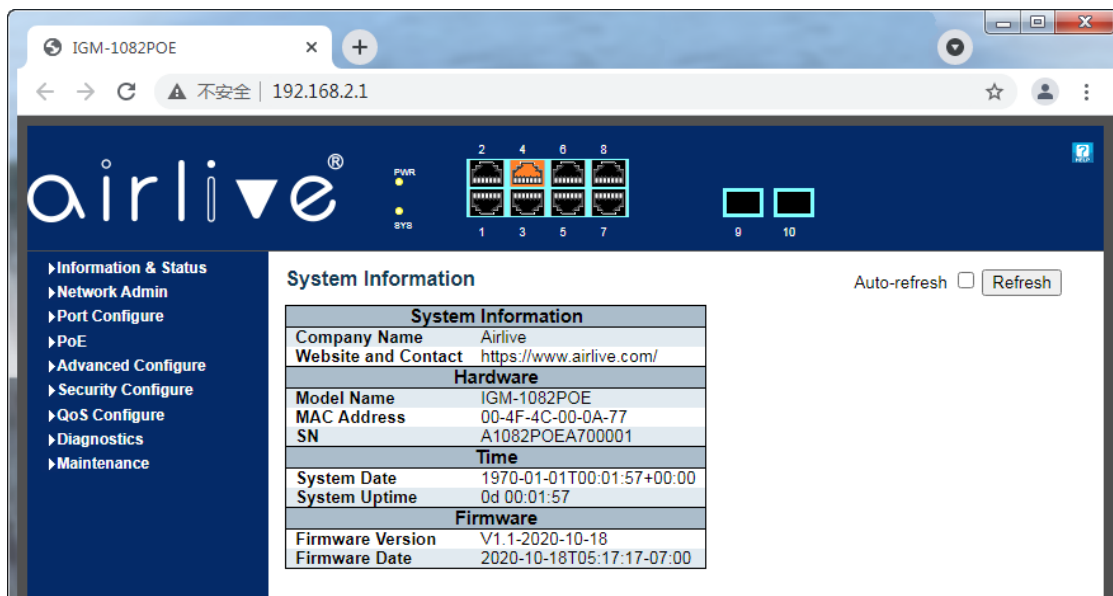 IGM-1082POE
不安全 192.168.2.1
airlive®
PWR
SYS
2 4 6 8
1 3 5 7
9 10
?
HELP
Information & Status
Network Admin
Port Configure
PoE
Advanced Configure
Security Configure
QoS Configure
Diagnostics
Maintenance
System Information
Auto-refresh Refresh
System Information
Company Name Airlive
Website and Contact https://www.airlive.com/
Hardware
Model Name IGM-1082POE
MAC Address 00-4F-4C-00-0A-77
SN A1082POEA700001
Time
System Date 1970-01-01T00:01:57+00:00
System Uptime 0d 00:01:57
Firmware
Firmware Version V1.1-2020-10-18
Firmware Date 2020-10-18T05:17:17-07:00